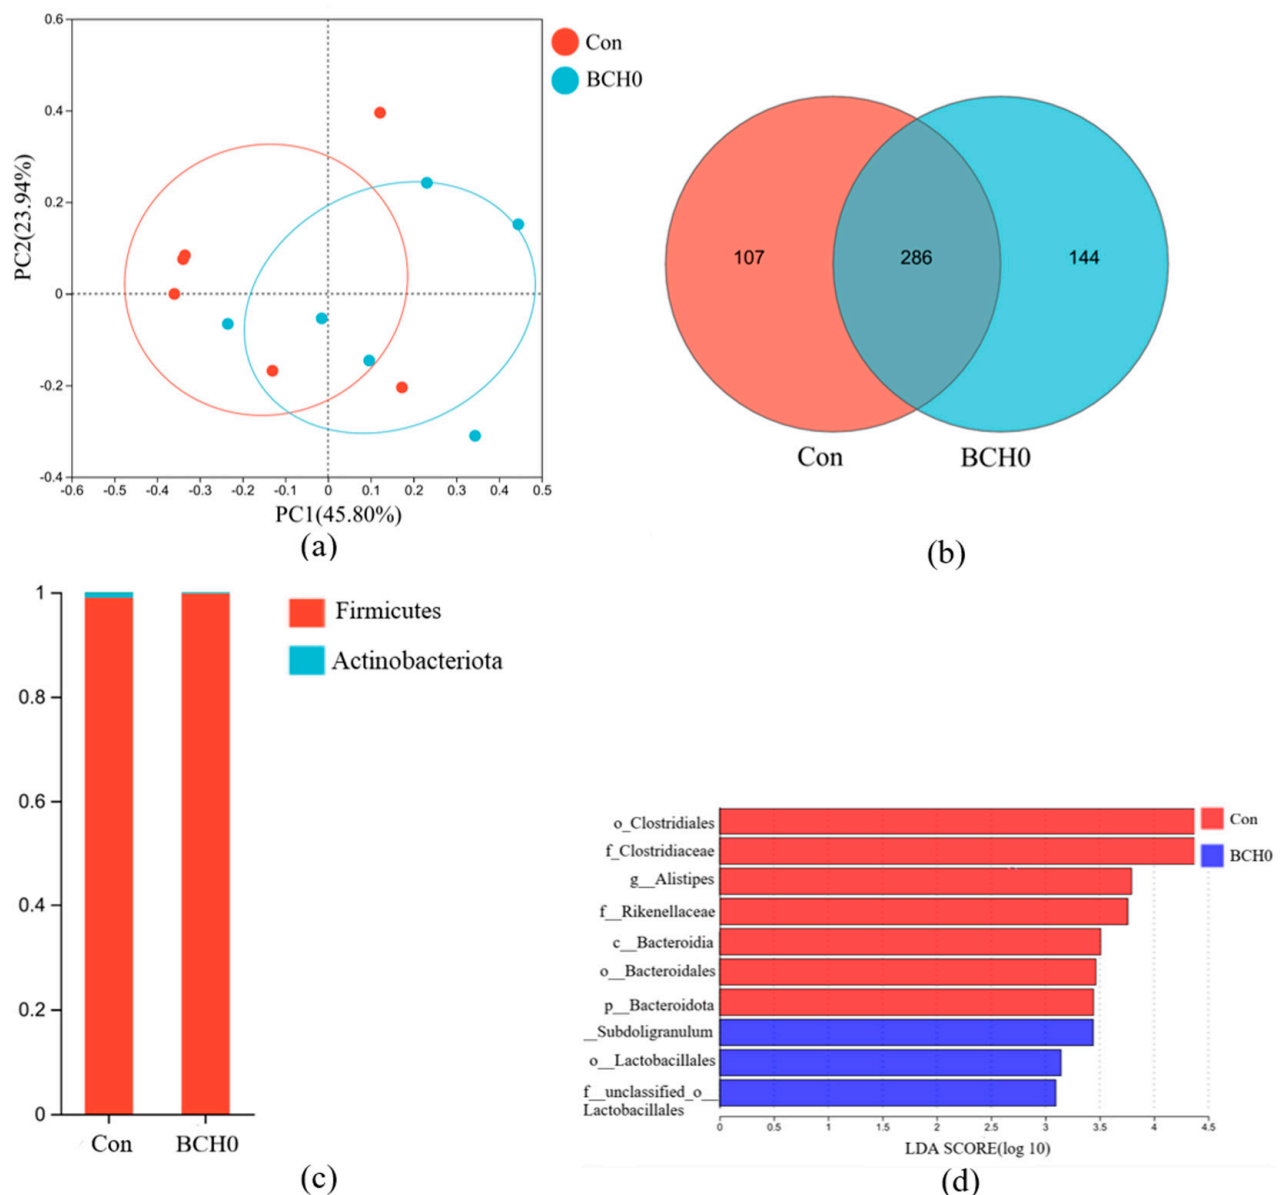 0.6
0.4
0.2
0
-0.2
-0.4
-0.6 -0.5 -0.4 -0.3 -0.2 -0.1 0 0.1 0.2 0.3 0.4 0.5
PC2(23.94%)
PC1(45.80%)
Con
BCH0
(a)
107 286 144
Con BCH0
(b)
1
0.8
0.6
0.4
0.2
0
Con BCH0
Firmicutes
Actinobacteriota
(c)
o_Clostridiales
f_Clostridiaceae
g__Alistipes
f__Rikenellaceae
c__Bacteroidia
o__Bacteroidales
p__Bacteroidota
_Subdoligranulum
o__Lactobacillales
f__unclassified_o__
Lactobacillales
0 0.5 1 1.5 2 2.5 3 3.5 4 4.5
LDA SCORE(log 10)
Con
BCH0
(d)